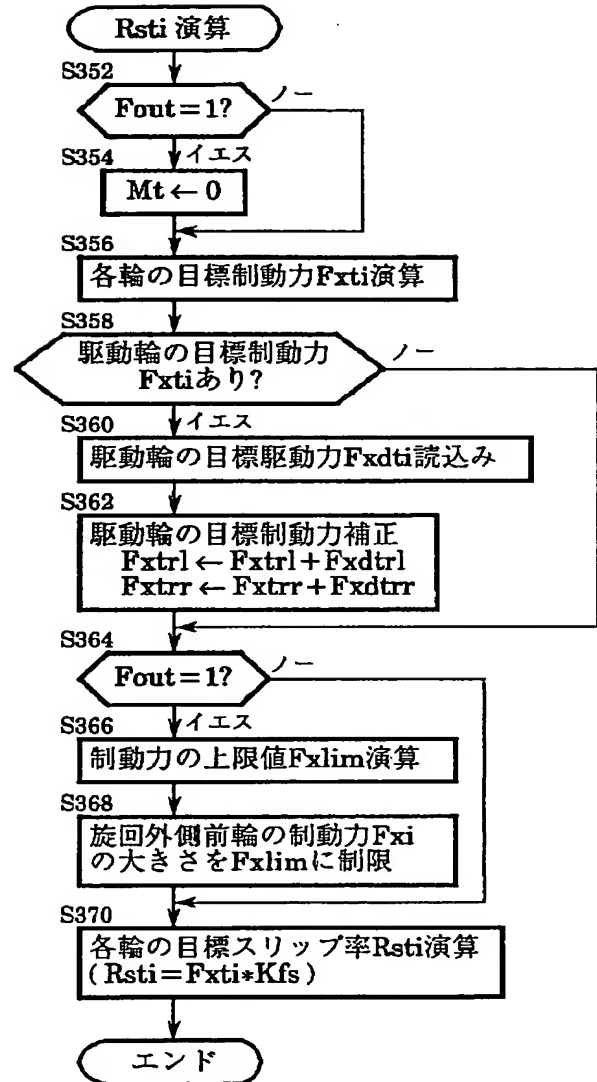 Rsti 演算
S352
Fout=1?
ノー
S354
イエス
Mt ← 0
S356
各輪の目標制動力Fxti演算
S358
駆動輪の目標制動力
Fxtiあり?
ノー
S360
イエス
駆動輪の目標駆動力Fxdti読込み
S362
駆動輪の目標制動力補正
Fxtrl ← Fxtrl+Fxdtrl
Fxtrr ← Fxtrr+Fxdtrr
S364
Fout=1?
ノー
S366
イエス
制動力の上限値Fxlim演算
S368
旋回外側前輪の制動力Fxi
の大きさをFxlimに制限
S370
各輪の目標スリップ率Rsti演算
(Rsti=Fxti*Kfs)
エンド